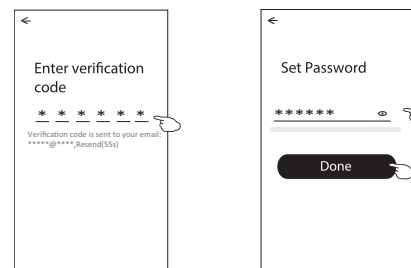 Enter verification
code
* * * * * *
Verification code is sent to your email:
*****@****,Resend(55s)
Set Password
******
Done